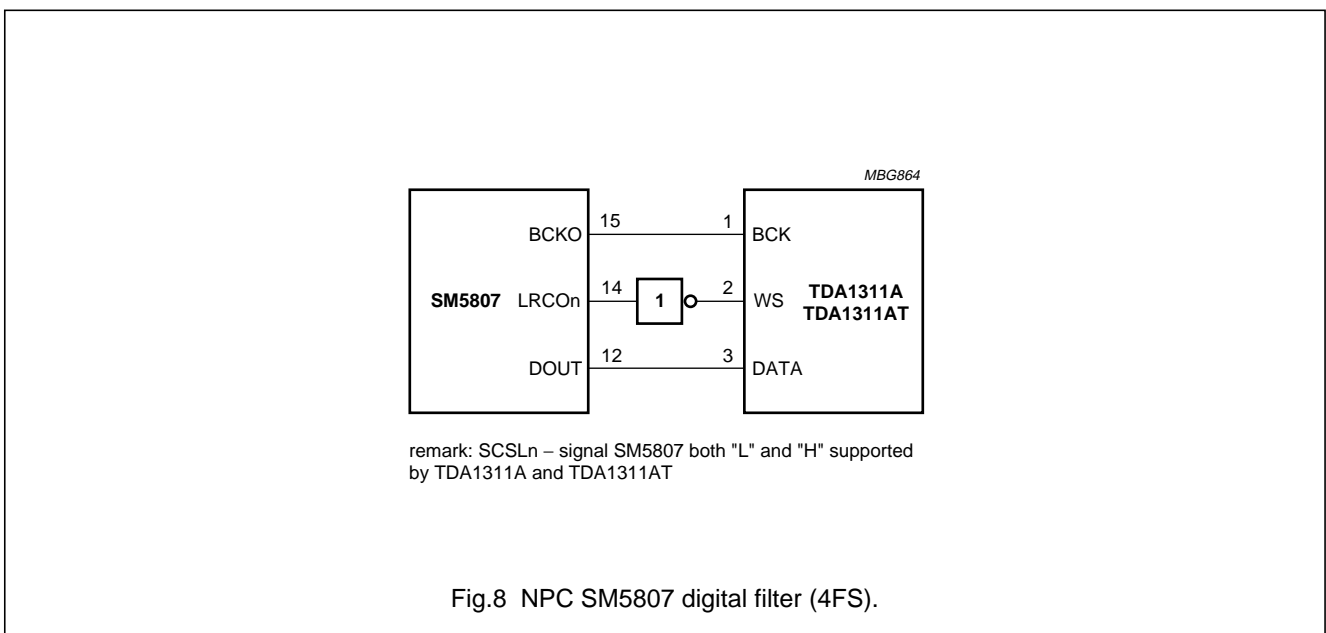 MBG864
BCKO 15 1 BCK
SM5807 LRCOn 14 1 2 WS TDA1311A
TDA1311AT
DOUT 12 3 DATA
remark: SCSLn – signal SM5807 both "L" and "H" supported
by TDA1311A and TDA1311AT
Fig.8 NPC SM5807 digital filter (4FS).